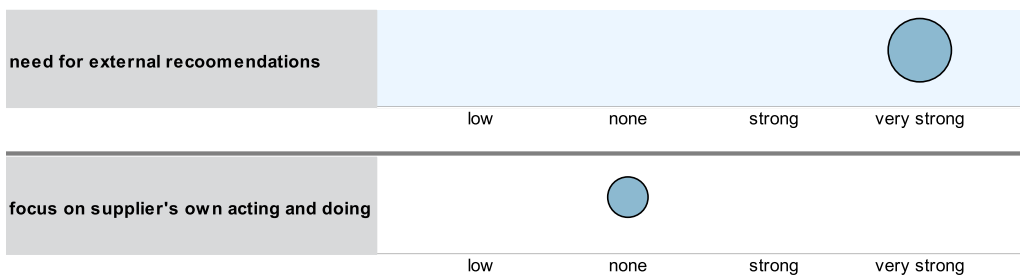 need for external recoomendations
low none strong very strong
focus on supplier's own acting and doing
low none strong very strong